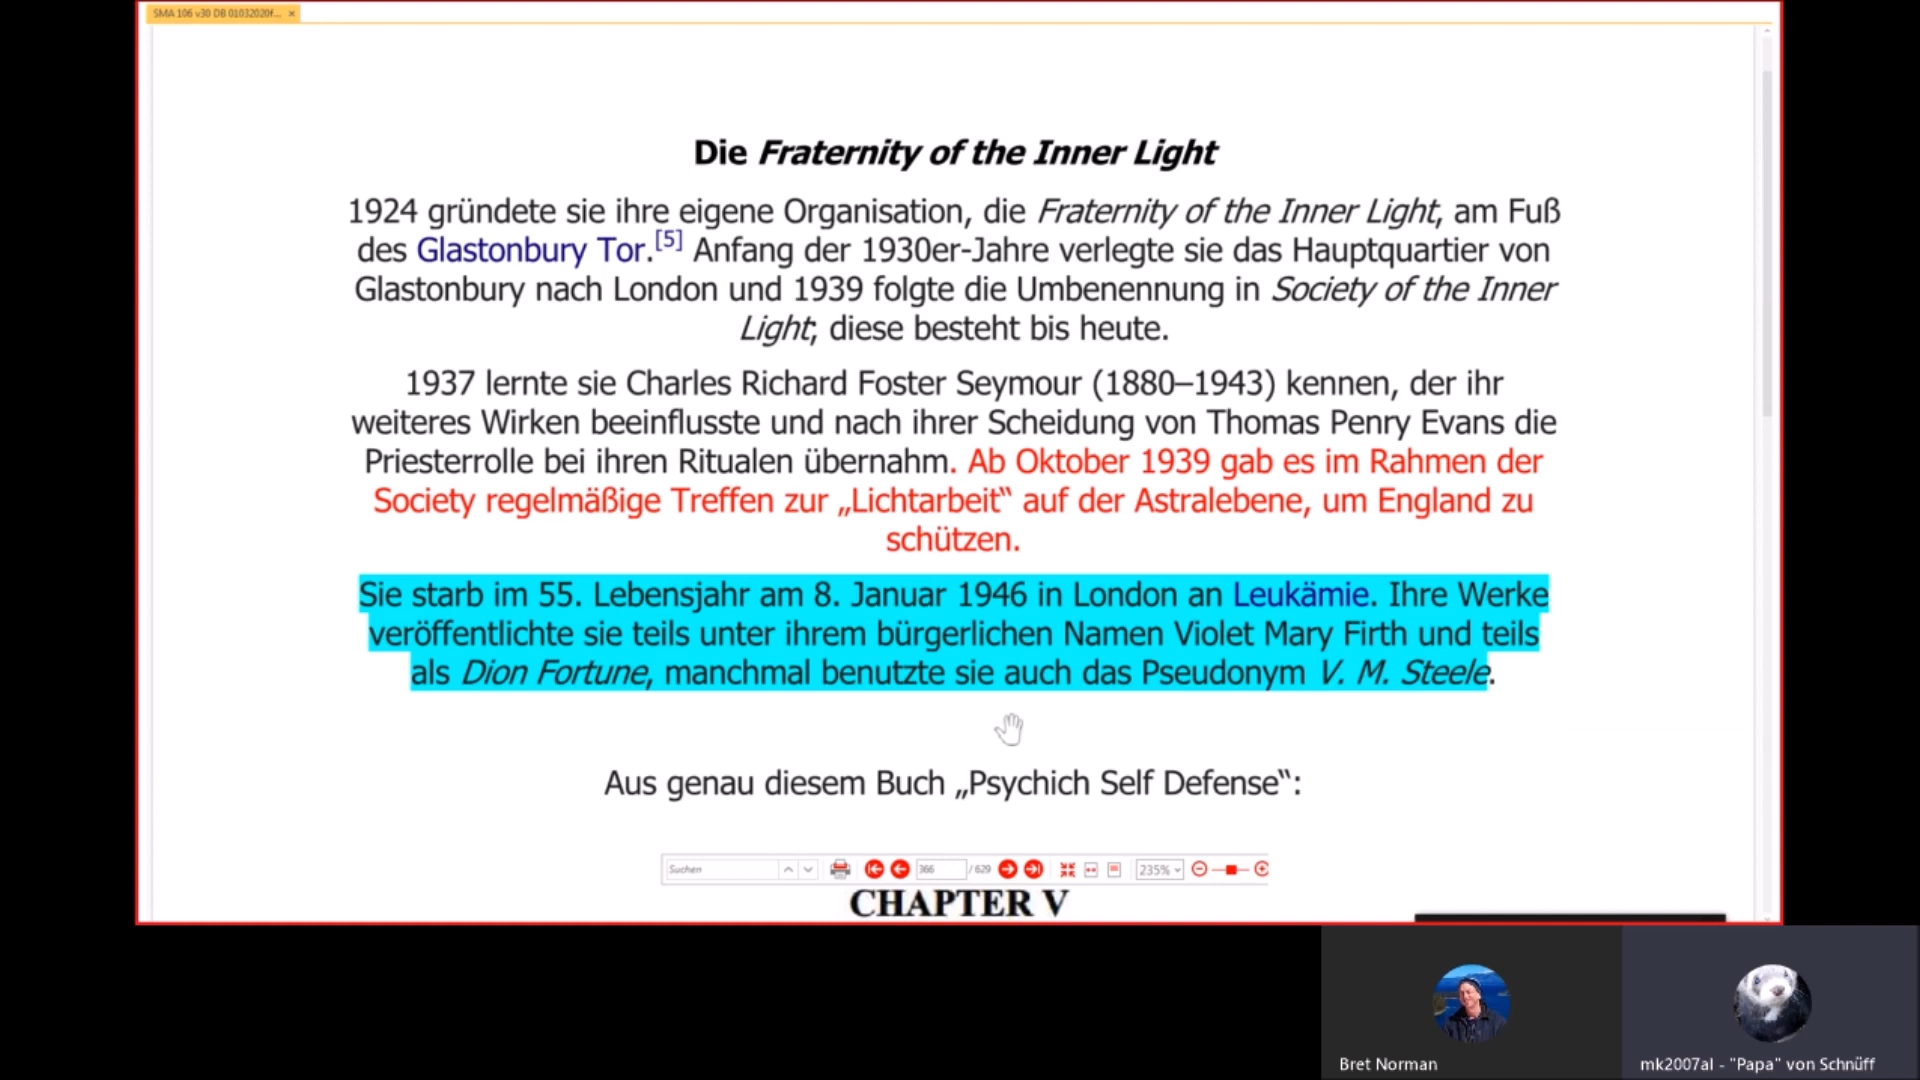 SMA 106 v30 DB 01032020f... ×
Die Fraternity of the Inner Light
1924 gründete sie ihre eigene Organisation, die Fraternity of the Inner Light, am Fuß
des Glastonbury Tor.[5] Anfang der 1930er-Jahre verlegte sie das Hauptquartier von
Glastonbury nach London und 1939 folgte die Umbenennung in Society of the Inner
Light; diese besteht bis heute.
1937 lernte sie Charles Richard Foster Seymour (1880–1943) kennen, der ihr
weiteres Wirken beeinflusste und nach ihrer Scheidung von Thomas Penry Evans die
Priesterrolle bei ihren Ritualen übernahm. Ab Oktober 1939 gab es im Rahmen der
Society regelmäßige Treffen zur „Lichtarbeit“ auf der Astralebene, um England zu
schützen.
Sie starb im 55. Lebensjahr am 8. Januar 1946 in London an Leukämie. Ihre Werke
veröffentlichte sie teils unter ihrem bürgerlichen Namen Violet Mary Firth und teils
als Dion Fortune, manchmal benutzte sie auch das Pseudonym V. M. Steele.
Aus genau diesem Buch „Psychich Self Defense“:
Suchen 366 / 629 235%
CHAPTER V
Bret Norman
mk2007al - "Papa" von Schnüff